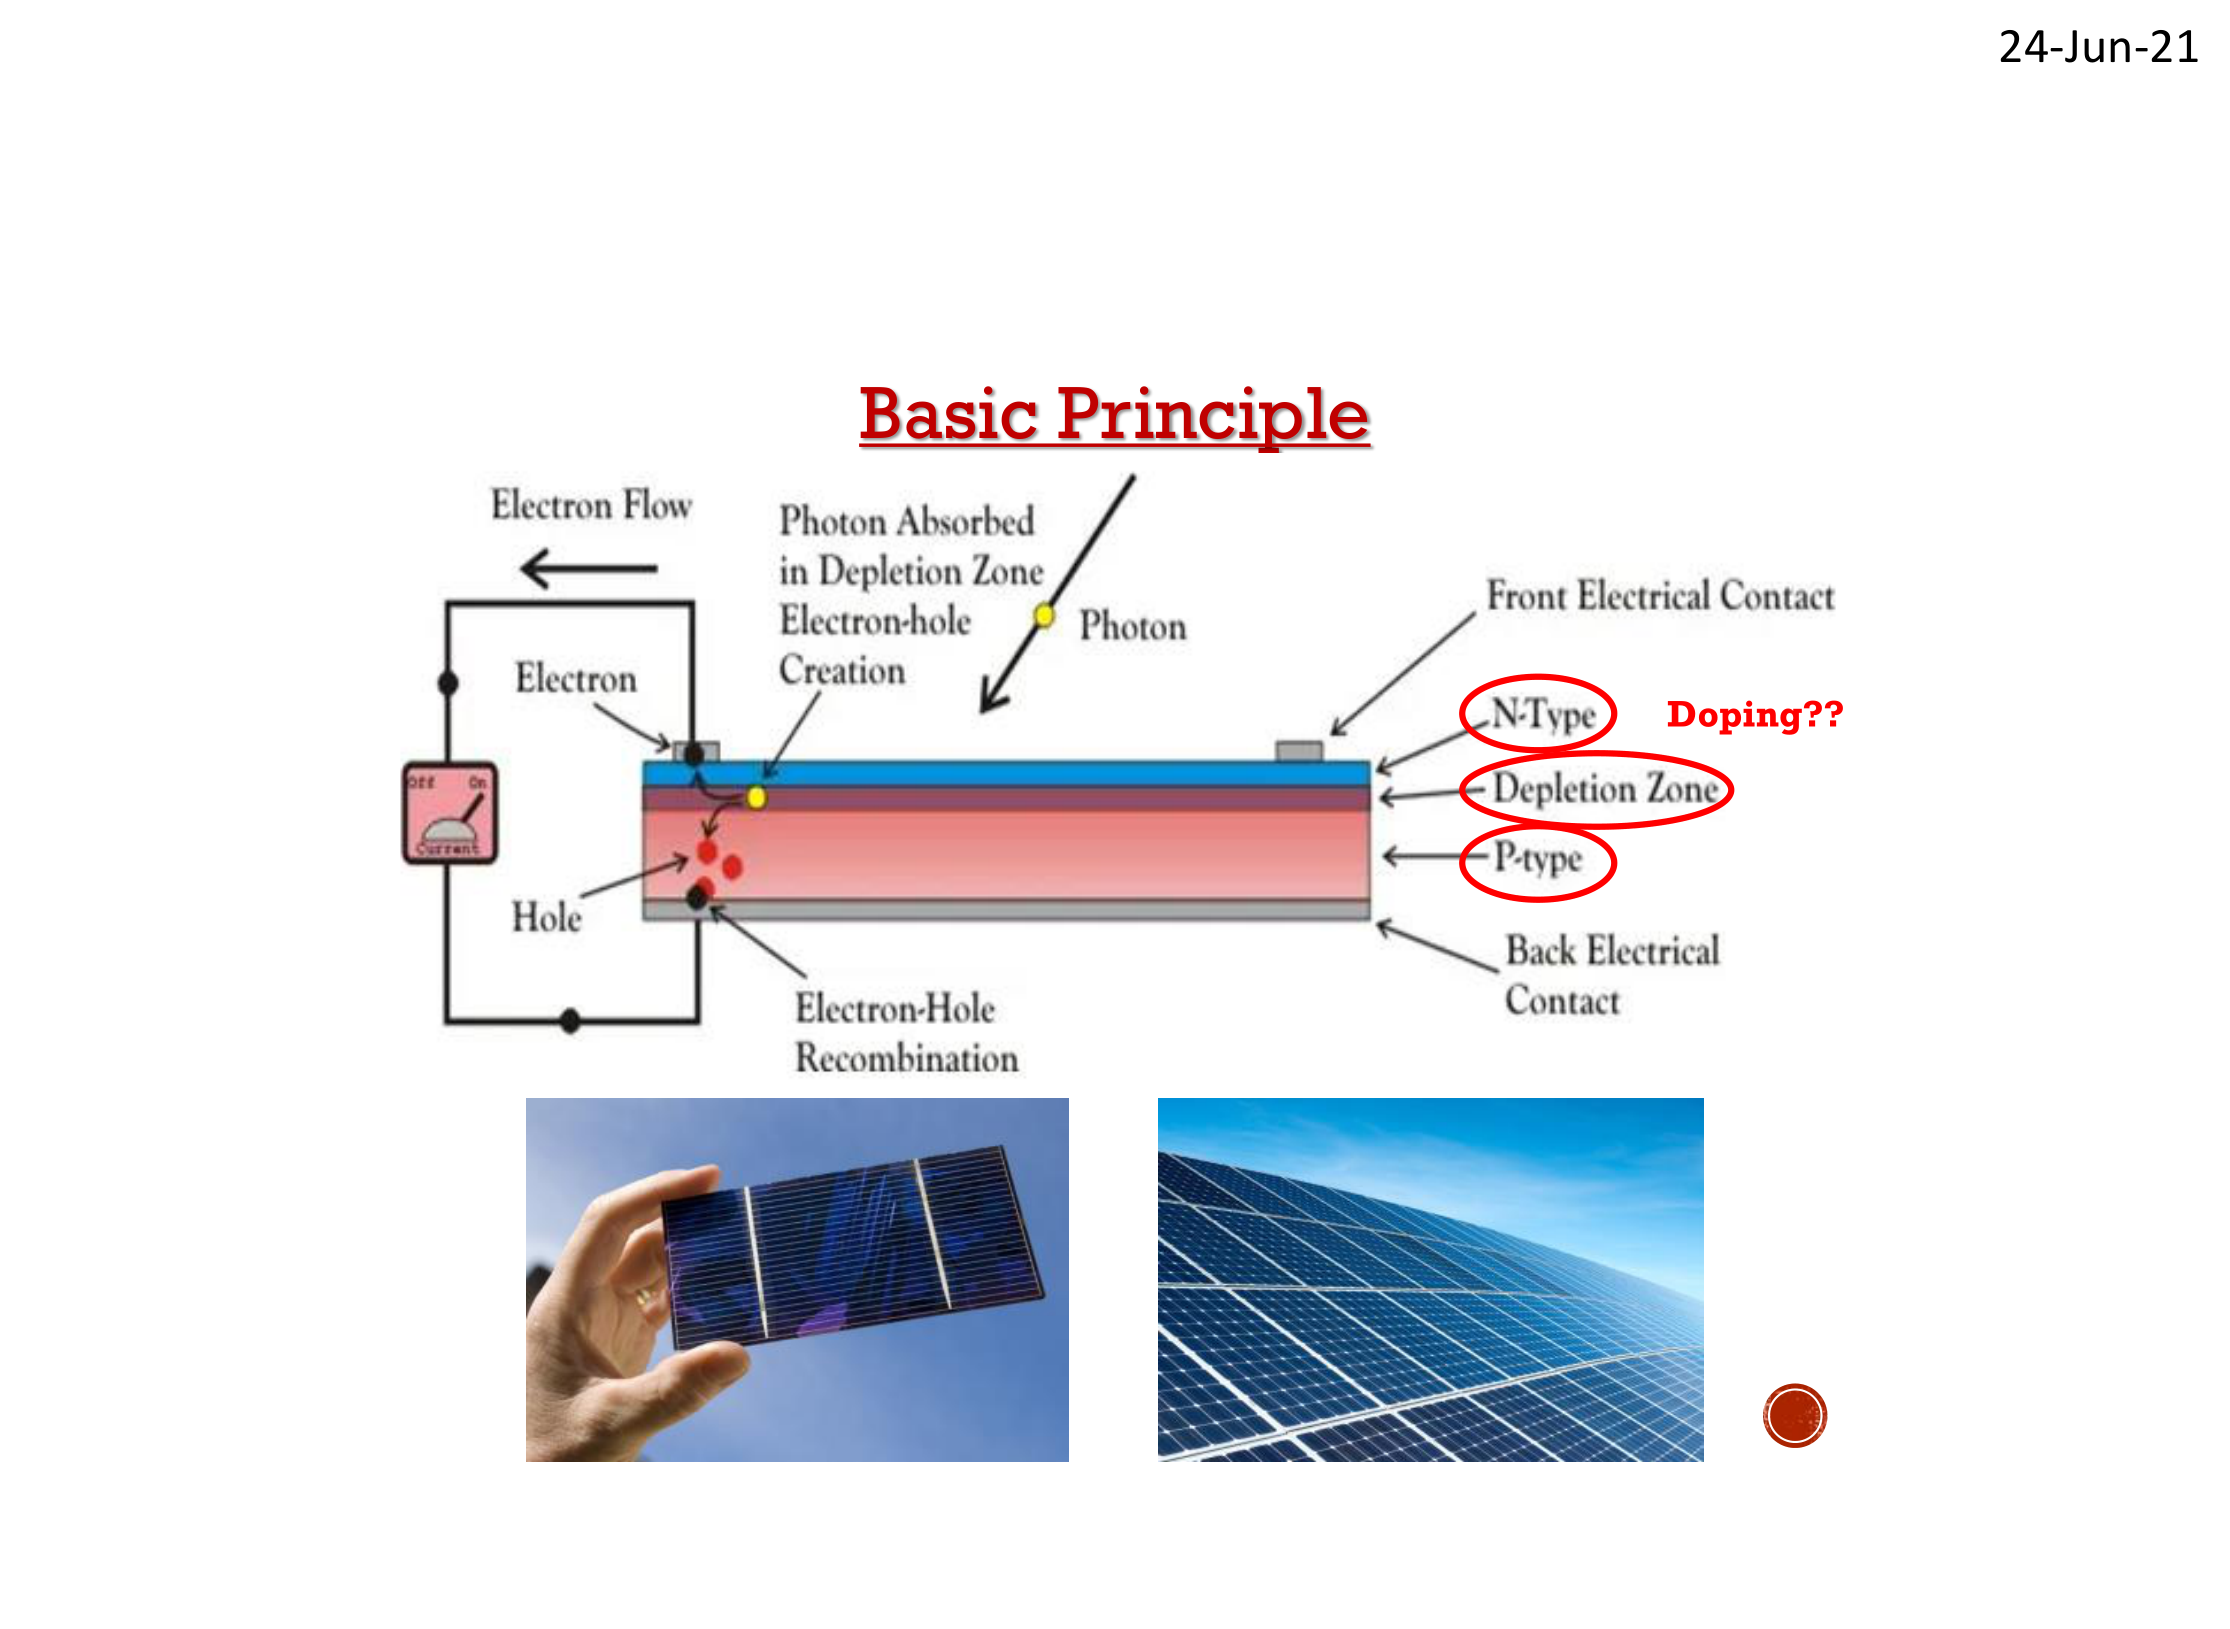 24-Jun-21
Basic Principle
Electron Flow
Photon Absorbed
in Depletion Zone
Electron-hole
Creation
Photon
Front Electrical Contact
Electron
N-Type
Doping??
Depletion Zone
Off On
Current
P-type
Hole
Back Electrical
Contact
Electron-Hole
Recombination